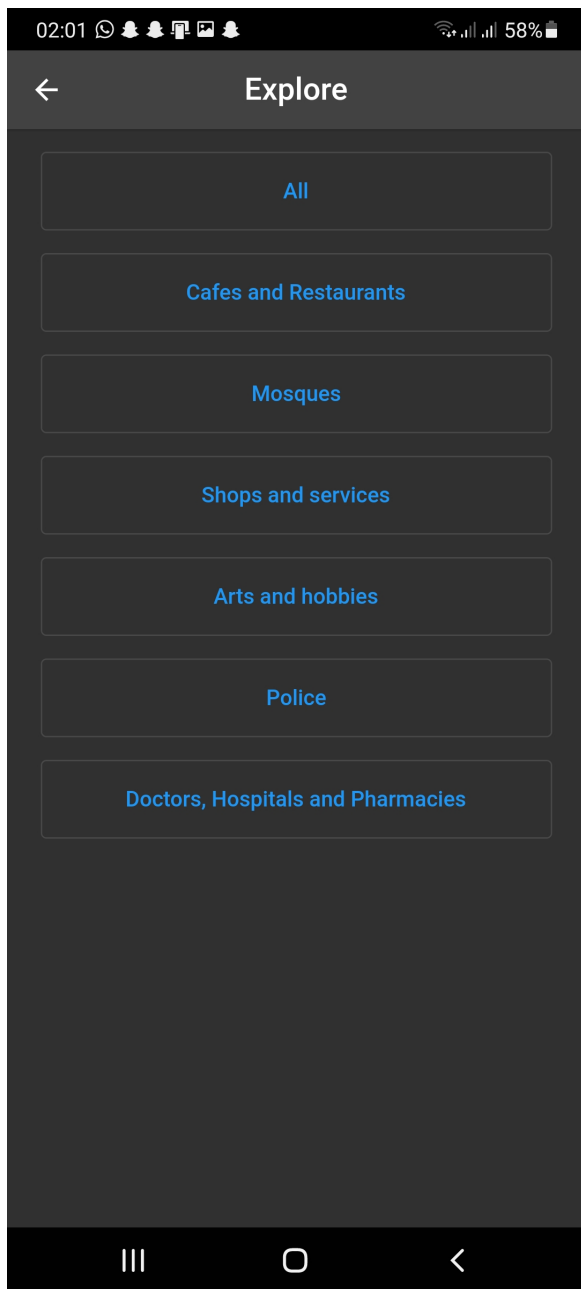 02:01 58%
Explore
All
Cafes and Restaurants
Mosques
Shops and services
Arts and hobbies
Police
Doctors, Hospitals and Pharmacies